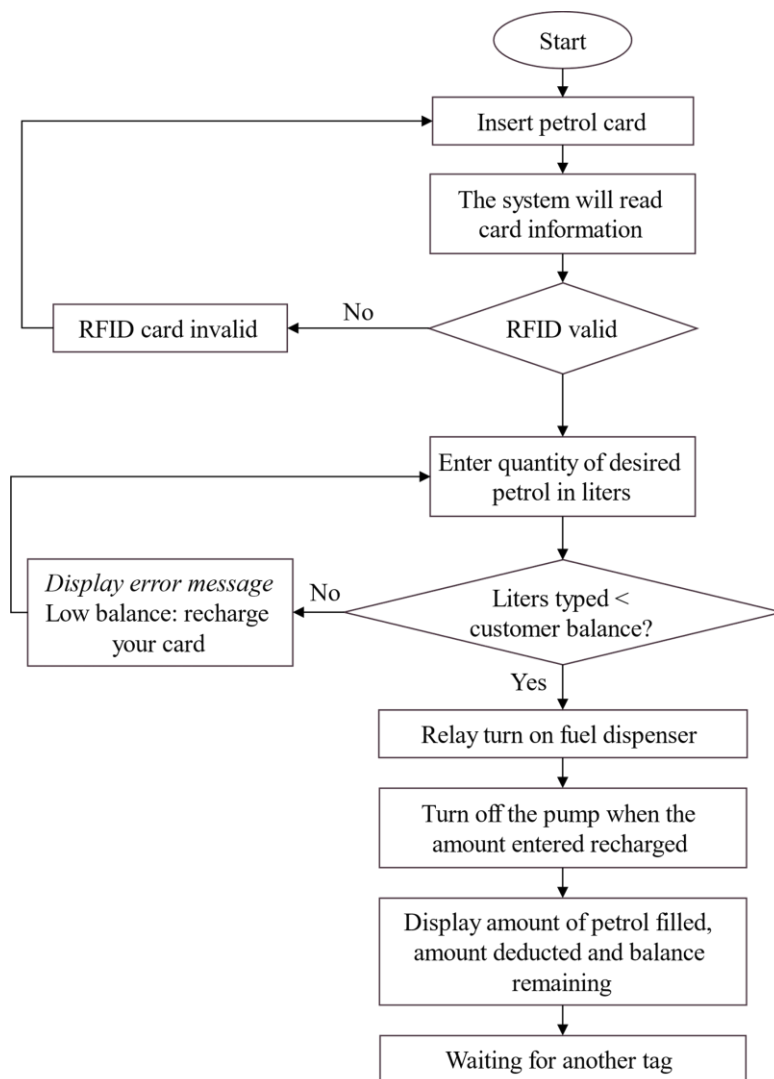 Start
Insert petrol card
The system will read
card information
RFID valid
No
RFID card invalid
Enter quantity of desired
petrol in liters
Liters typed <
customer balance?
No
Display error message
Low balance: recharge
your card
Yes
Relay turn on fuel dispenser
Turn off the pump when the
amount entered recharged
Display amount of petrol filled,
amount deducted and balance
remaining
Waiting for another tag